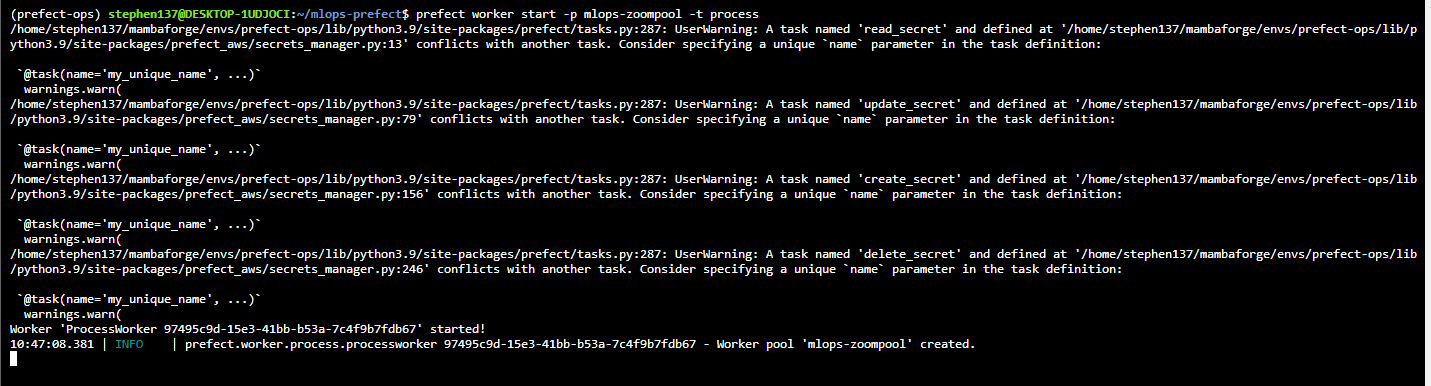 (prefect-ops) stephen137@DESKTOP-1UDJOCI:~/mlops-prefect$ prefect worker start -p mlops-zoompool -t process
/home/stephen137/mambaforge/envs/prefect-ops/lib/python3.9/site-packages/prefect/tasks.py:287: UserWarning: A task named 'read_secret' and defined at '/home/stephen137/mambaforge/envs/prefect-ops/lib/p
ython3.9/site-packages/prefect_aws/secrets_manager.py:13' conflicts with another task. Consider specifying a unique `name` parameter in the task definition:
`@task(name='my_unique_name', ...)`
warnings.warn(
/home/stephen137/mambaforge/envs/prefect-ops/lib/python3.9/site-packages/prefect/tasks.py:287: UserWarning: A task named 'update_secret' and defined at '/home/stephen137/mambaforge/envs/prefect-ops/lib
/python3.9/site-packages/prefect_aws/secrets_manager.py:79' conflicts with another task. Consider specifying a unique `name` parameter in the task definition:
`@task(name='my_unique_name', ...)`
warnings.warn(
/home/stephen137/mambaforge/envs/prefect-ops/lib/python3.9/site-packages/prefect/tasks.py:287: UserWarning: A task named 'create_secret' and defined at '/home/stephen137/mambaforge/envs/prefect-ops/lib
/python3.9/site-packages/prefect_aws/secrets_manager.py:156' conflicts with another task. Consider specifying a unique `name` parameter in the task definition:
`@task(name='my_unique_name', ...)`
warnings.warn(
/home/stephen137/mambaforge/envs/prefect-ops/lib/python3.9/site-packages/prefect/tasks.py:287: UserWarning: A task named 'delete_secret' and defined at '/home/stephen137/mambaforge/envs/prefect-ops/lib
/python3.9/site-packages/prefect_aws/secrets_manager.py:246' conflicts with another task. Consider specifying a unique `name` parameter in the task definition:
`@task(name='my_unique_name', ...)`
warnings.warn(
Worker 'ProcessWorker 97495c9d-15e3-41bb-b53a-7c4f9b7fdb67' started!
10:47:08.381 | INFO    | prefect.worker.process.processworker 97495c9d-15e3-41bb-b53a-7c4f9b7fdb67 - Worker pool 'mlops-zoompool' created.